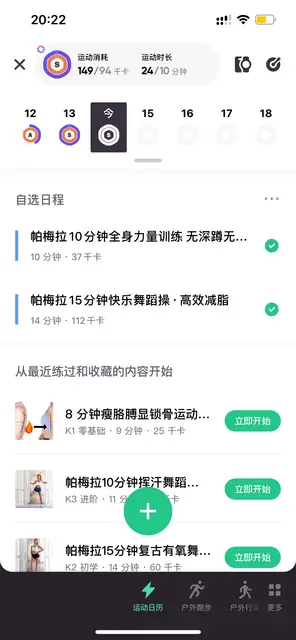 20:22
运动消耗 运动时长
S 149/94 千卡 24/10 分钟
12 13 今 15 16 17 18
A S S
自选日程
帕梅拉10分钟全身力量训练 无深蹲无...
10 分钟 · 37千卡
帕梅拉15分钟快乐舞蹈操 · 高效减脂
14 分钟 · 112千卡
从最近练过和收藏的内容开始
8 分钟瘦胳膊显锁骨运动...
立即开始
K1 零基础 · 9 分钟 · 25 千卡
帕梅拉10分钟挥汗舞蹈...
立即开始
K3 进阶 · 11 千卡
帕梅拉15分钟复古有氧舞...
立即开始
K2 初学 · 14 分钟 · 60 千卡
运动日历 户外跑步 户外行 更多